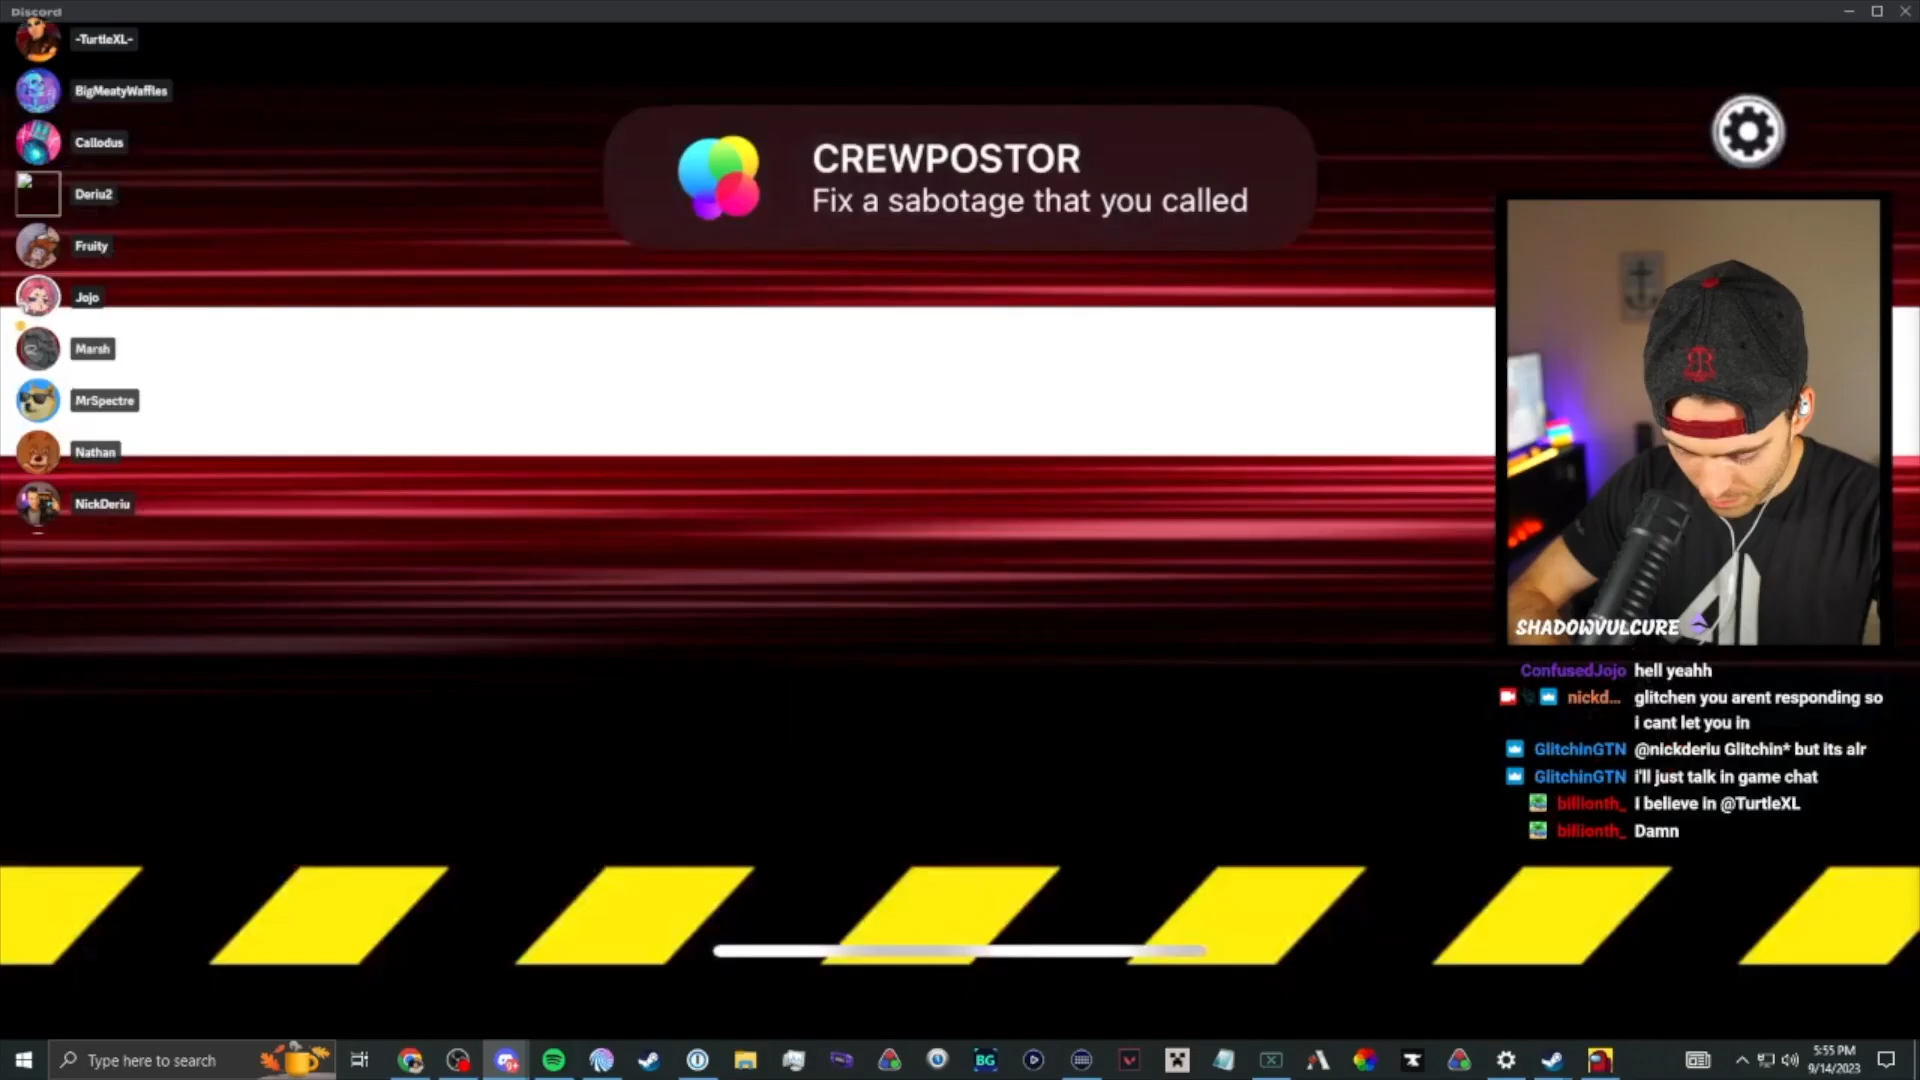 Discord
-TurtleXL-
BigMeatyWaffles
Callodus
Deriu2
Fruity
Jojo
Marsh
MrSpectre
Nathan
NickDeriu
CREWPOSTOR
Fix a sabotage that you called
SHADOWVULCURE
ConfusedJojo hell yeahh
nickd... glitchen you arent responding so
i cant let you in
GlitchinGTN @nickderiu Glitchin* but its alr
GlitchinGTN i'll just talk in game chat
billionth_ I believe in @TurtleXL
billionth_ Damn
Type here to search
BG
5:55 PM
9/14/2023